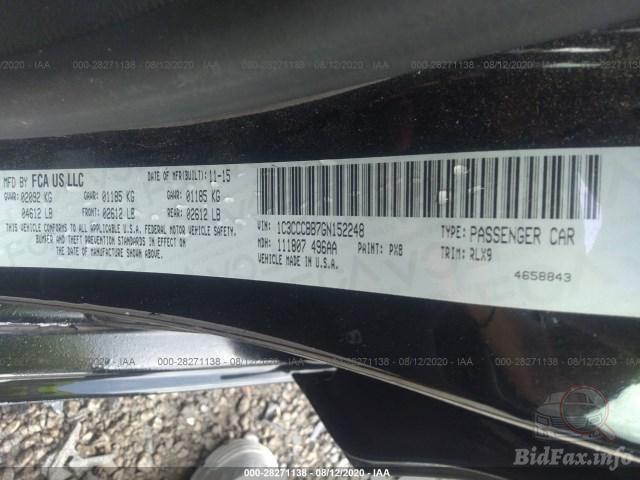 000-28271138 - 08/12/2020 - IAA
MFD BY FCA US LLC
DATE OF MFR(BUILT): 11-15
GVWR: 02092 KG GAWR: 01185 KG GAWR: 01185 KG
04612 LB FRONT: 02612 LB REAR: 02612 LB
THIS VEHICLE CONFORMS TO ALL APPLICABLE U.S.A. FEDERAL MOTOR VEHICLE SAFETY,
BUMPER AND THEFT PREVENTION STANDARDS IN EFFECT ON
THE DATE OF MANUFACTURE SHOWN ABOVE.
VIN: 1C3CCCBB7GN152248 TYPE: PASSENGER CAR
MDH: 111807 496AA PAINT: PX8 TRIM: RLX9
VEHICLE MADE IN U.S.A.
4658843
000-28271138 - 08/12/2020 - IAA
000-28271138 - 08/12/2020 - IAA
BidFax.info